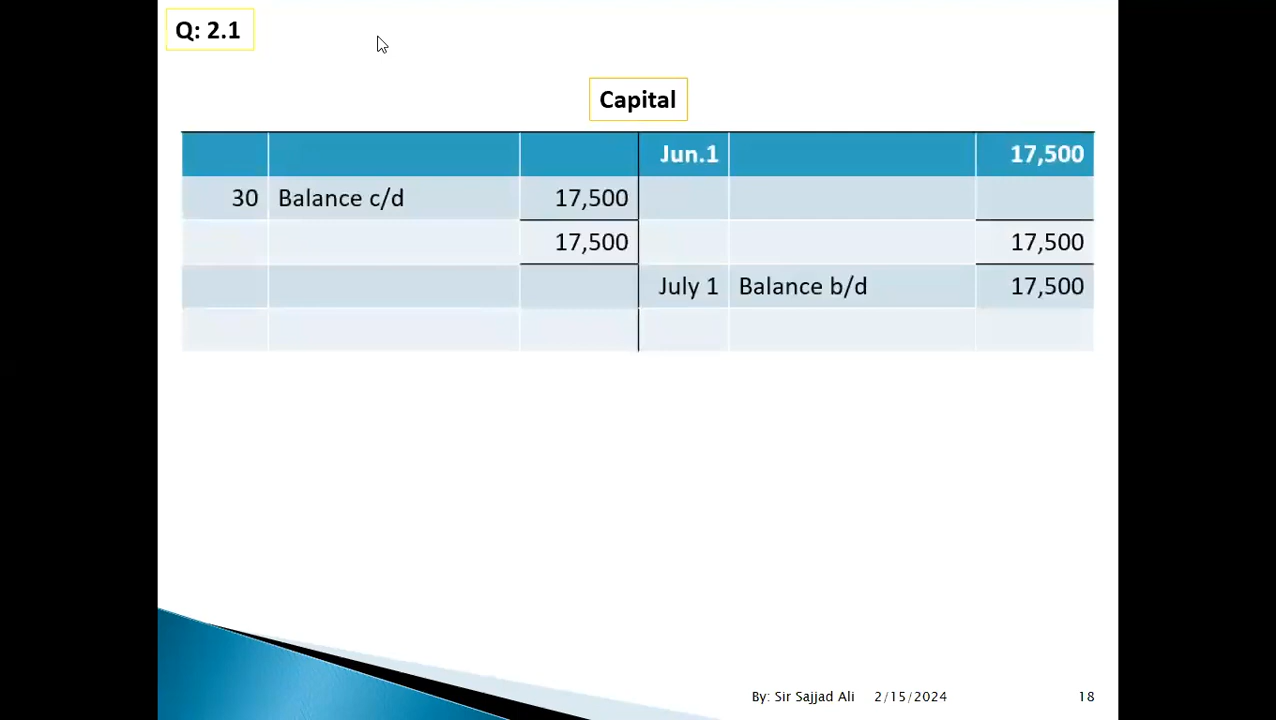 Q: 2.1
Capital
Jun.1 17,500
30 Balance c/d 17,500
17,500 17,500
July 1 Balance b/d 17,500
By: Sir Sajjad Ali 2/15/2024 18